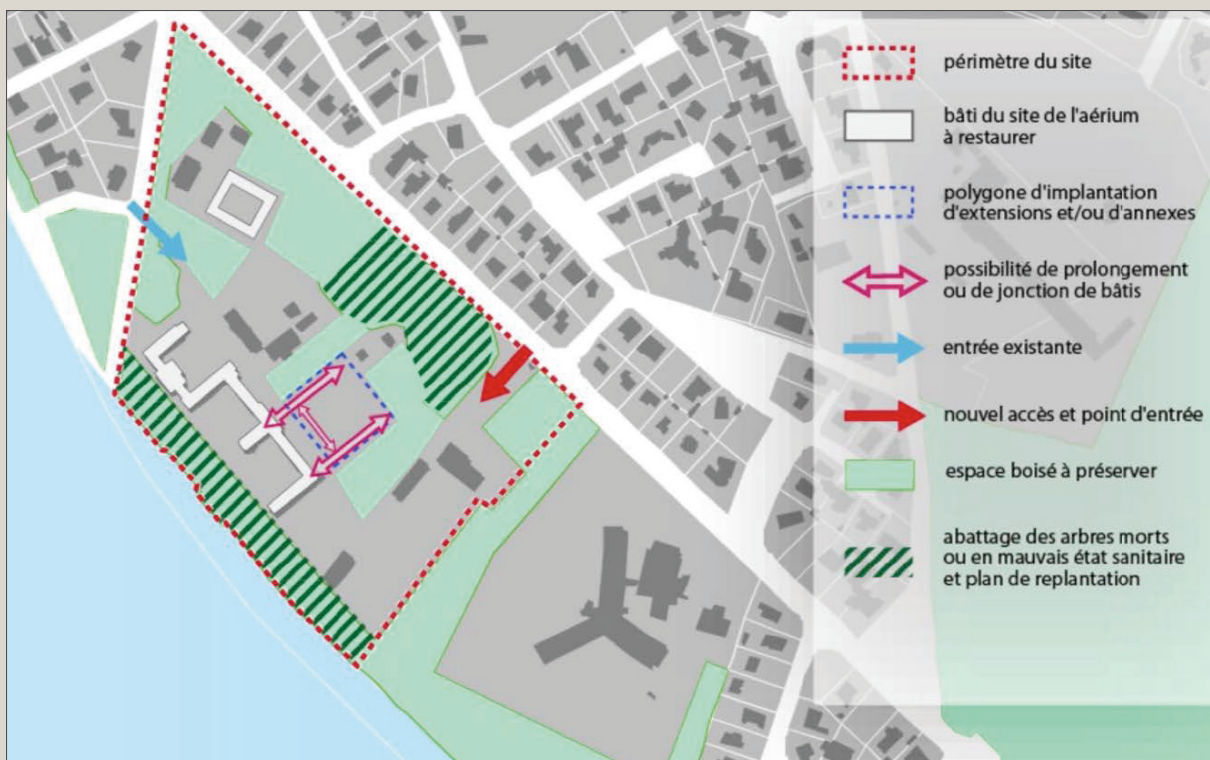 périmètre du site
bâti du site de l'aérium
à restaurer
polygone d'implantation
d'extensions et/ou d'annexes
possibilité de prolongement
ou de jonction de bâtis
entrée existante
nouvel accès et point d'entrée
espace boisé à préserver
abattage des arbres morts
ou en mauvais état sanitaire
et plan de replantation